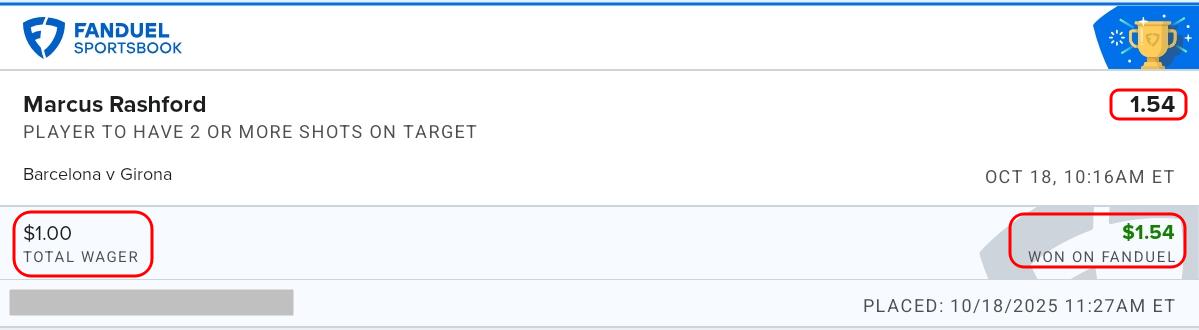 FANDUEL
SPORTSBOOK
Marcus Rashford
1.54
PLAYER TO HAVE 2 OR MORE SHOTS ON TARGET
Barcelona v Girona
OCT 18, 10:16AM ET
$1.00
TOTAL WAGER
$1.54
WON ON FANDUEL
PLACED: 10/18/2025 11:27AM ET